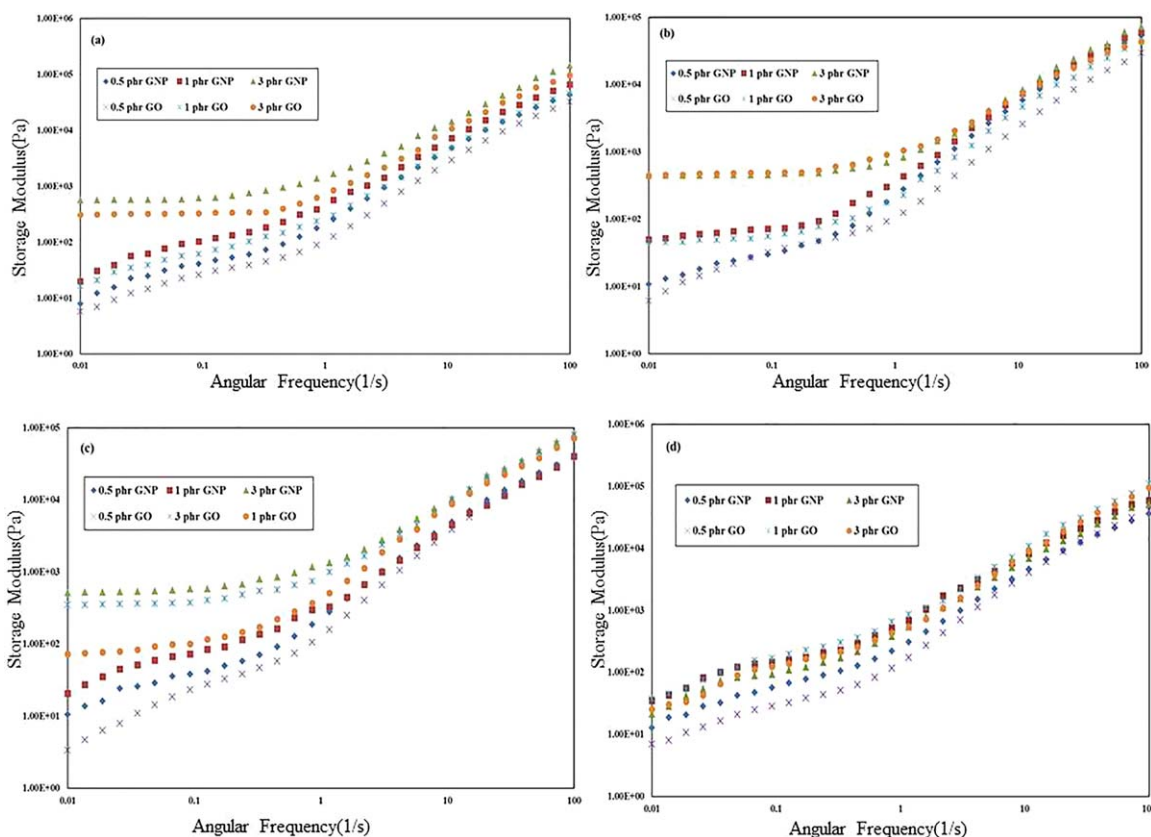 Storage Modulus(Pa)
1.00E+06
1.00E+05
1.00E+04
1.00E+03
1.00E+02
1.00E+01
1.00E+00
(a)
0.5 phr GNP 1 phr GNP 3 phr GNP
0.5 phr GO 1 phr GO 3 phr GO
0.01 0.1 1 10 100
Angular Frequency(1/s)
Storage Modulus(Pa)
1.00E+05
1.00E+04
1.00E+03
1.00E+02
1.00E+01
1.00E+00
(b)
0.5 phr GNP 1 phr GNP 3 phr GNP
0.5 phr GO 1 phr GO 3 phr GO
0.01 0.1 1 10 100
Angular Frequency(1/s)
Storage Modulus(Pa)
1.00E+05
1.00E+04
1.00E+03
1.00E+02
1.00E+01
1.00E+00
(c)
0.5 phr GNP 1 phr GNP 3 phr GNP
0.5 phr GO 3 phr GO 1 phr GO
0.01 0.1 1 10 100
Angular Frequency(1/s)
Storage Modulus(Pa)
1.00E+06
1.00E+05
1.00E+04
1.00E+03
1.00E+02
1.00E+01
1.00E+00
(d)
0.5 phr GNP 1 phr GNP 3 phr GNP
0.5 phr GO 1 phr GO 3 phr GO
0.01 0.1 1 10 10
Angular Frequency(1/s)